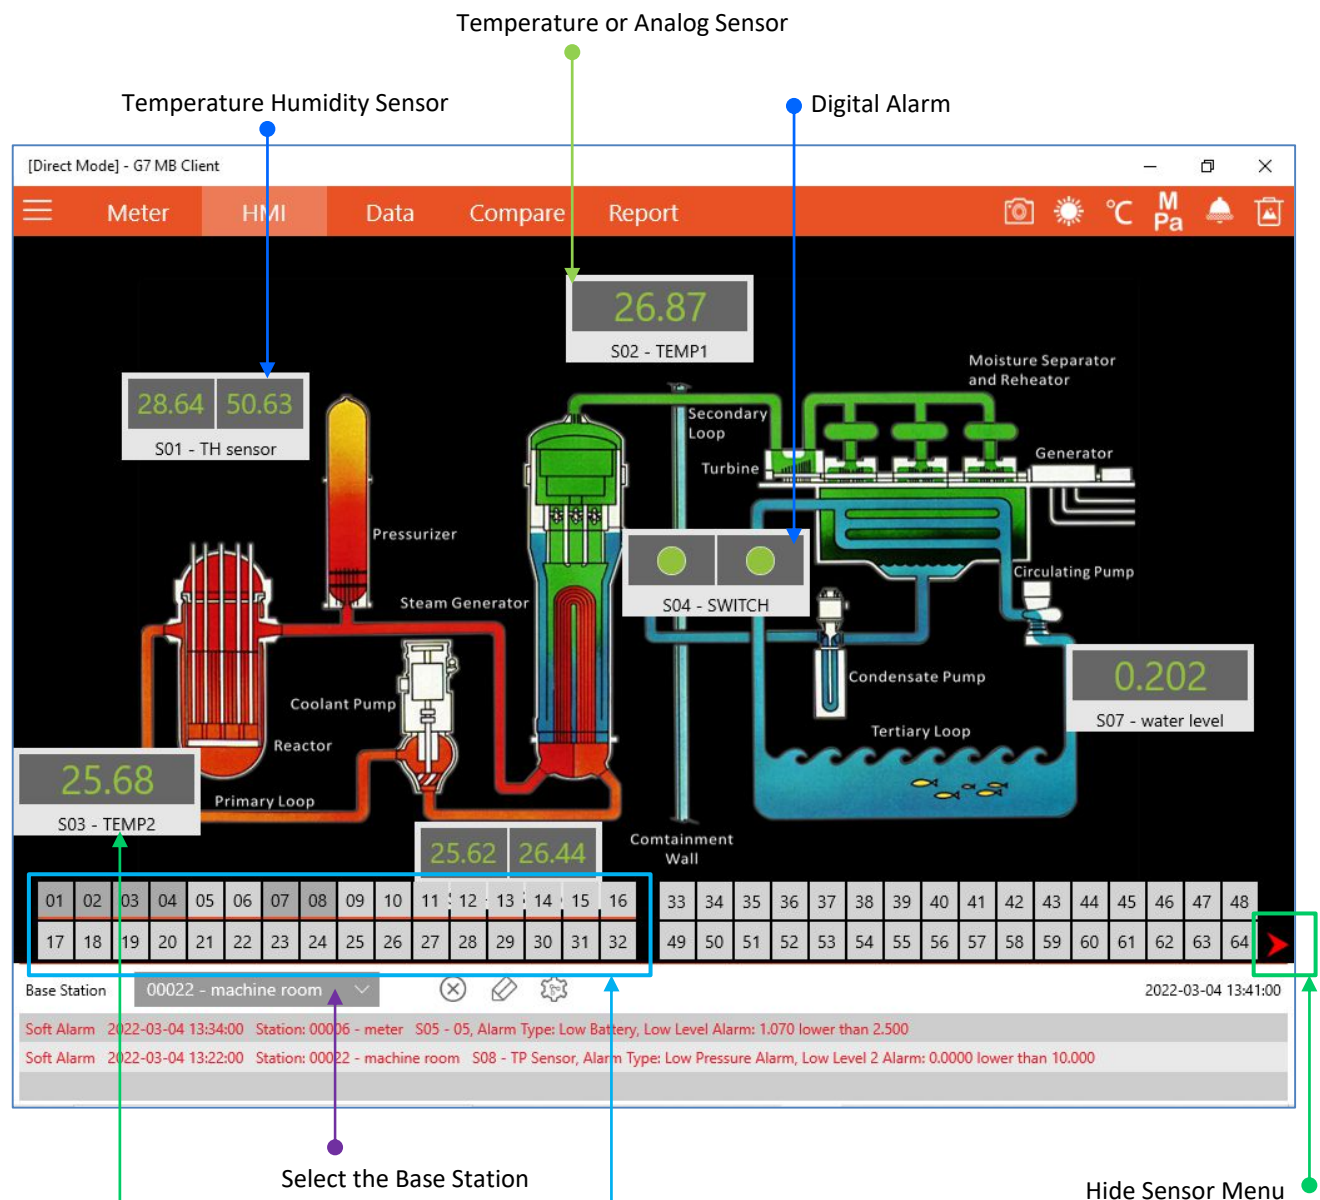 Temperature or Analog Sensor
Temperature Humidity Sensor
Digital Alarm
[Direct Mode] - G7 MB Client
Meter HMI Data Compare Report °C M Pa
26.87
S02 - TEMP1
Moisture Separator
and Reheator
28.64 50.63
S01 - TH sensor
Secondary
Loop
Turbine
Generator
Pressurizer
Circulating Pump
Steam Generator
S04 - SWITCH
Condensate Pump
0.202
S07 - water level
Coolant Pump
Tertiary Loop
Reactor
25.68
S03 - TEMP2
Primary Loop
Comtainment
Wall
25.62 26.44
01 02 03 04 05 06 07 08 09 10 11 12 13 14 15 16 33 34 35 36 37 38 39 40 41 42 43 44 45 46 47 48
17 18 19 20 21 22 23 24 25 26 27 28 29 30 31 32 49 50 51 52 53 54 55 56 57 58 59 60 61 62 63 64
Base Station 00022 - machine room 2022-03-04 13:41:00
Soft Alarm 2022-03-04 13:34:00 Station: 00006 - meter S05 - 05, Alarm Type: Low Battery, Low Level Alarm: 1.070 lower than 2.500
Soft Alarm 2022-03-04 13:22:00 Station: 00022 - machine room S08 - TP Sensor, Alarm Type: Low Pressure Alarm, Low Level 2 Alarm: 0.0000 lower than 10.000
Select the Base Station
Hide Sensor Menu